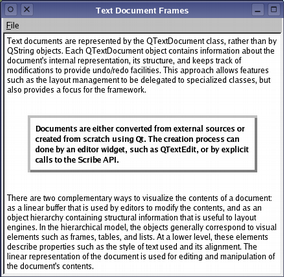 Text Document Frames
File
Text documents are represented by the QTextDocument class, rather than by
QString objects. Each QTextDocument object contains information about the
document's internal representation, its structure, and keeps track of
modifications to provide undo/redo facilities. This approach allows features
such as the layout management to be delegated to specialized classes, but
also provides a focus for the framework.
Documents are either converted from external sources or
created from scratch using Qt. The creation process can
done by an editor widget, such as QTextEdit, or by explicit
calls to the Scribe API.
There are two complementary ways to visualize the contents of a document:
as a linear buffer that is used by editors to modify the contents, and as an
object hierarchy containing structural information that is useful to layout
engines. In the hierarchical model, the objects generally correspond to visual
elements such as frames, tables, and lists. At a lower level, these elements
describe properties such as the style of text used and its alignment. The
linear representation of the document is used for editing and manipulation of
the document's contents.